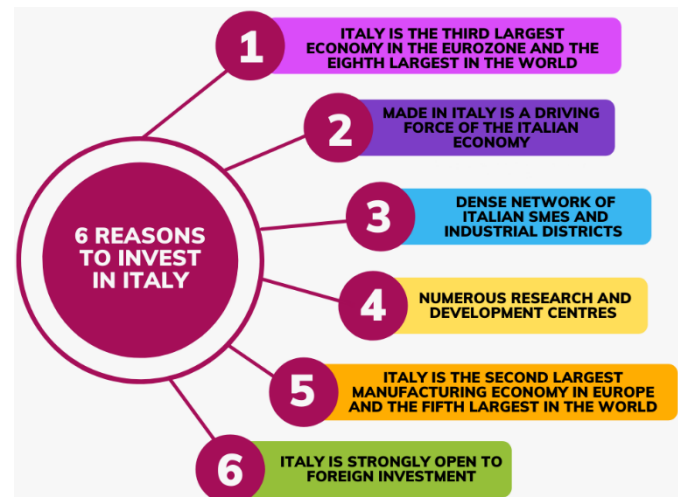 6 REASONS
TO INVEST
IN ITALY
1
ITALY IS THE THIRD LARGEST
ECONOMY IN THE EUROZONE AND THE
EIGHTH LARGEST IN THE WORLD
2
MADE IN ITALY IS A DRIVING
FORCE OF THE ITALIAN
ECONOMY
3
DENSE NETWORK OF
ITALIAN SMES AND
INDUSTRIAL DISTRICTS
4
NUMEROUS RESEARCH AND
DEVELOPMENT CENTRES
5
ITALY IS THE SECOND LARGEST
MANUFACTURING ECONOMY IN EUROPE
AND THE FIFTH LARGEST IN THE WORLD
6
ITALY IS STRONGLY OPEN TO
FOREIGN INVESTMENT